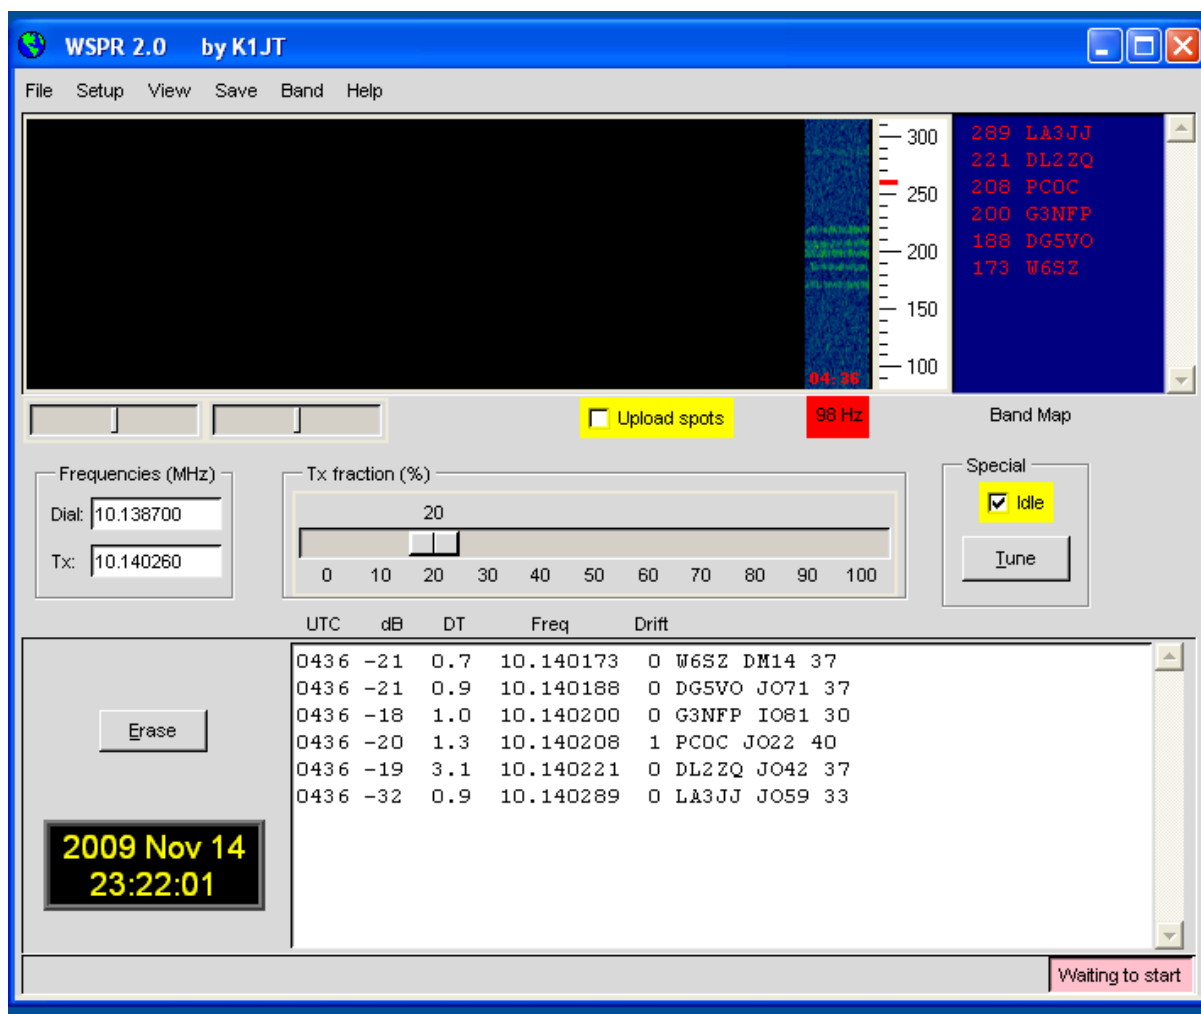 WSPR 2.0 by K1JT
File Setup View Save Band Help
300
250
200
150
100
04:36
289 LA3JJ
221 DL2ZQ
208 PC0C
200 G3NFP
188 DG5VO
173 W6SZ
Upload spots
98 Hz
Band Map
Frequencies (MHz)
Dial: 10.138700
Tx: 10.140260
Tx fraction (%)
20
0 10 20 30 40 50 60 70 80 90 100
Special
Idle
Tune
UTC dB DT Freq Drift
0436 -21 0.7 10.140173 0 W6SZ DM14 37
0436 -21 0.9 10.140188 0 DG5VO JO71 37
0436 -18 1.0 10.140200 0 G3NFP IO81 30
0436 -20 1.3 10.140208 1 PC0C JO22 40
0436 -19 3.1 10.140221 0 DL2ZQ JO42 37
0436 -32 0.9 10.140289 0 LA3JJ JO59 33
Erase
2009 Nov 14
23:22:01
Waiting to start